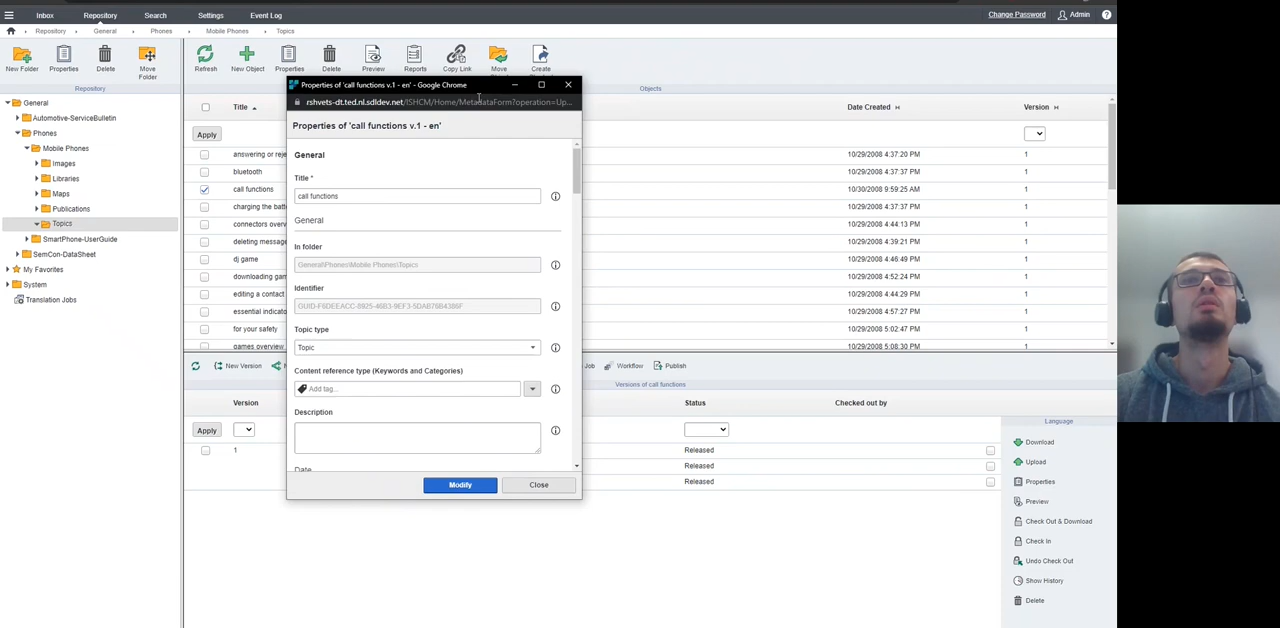 Inbox Repository Search Settings Event Log Change Password Admin
Repository General Phones Mobile Phones Topics
New Folder Properties Delete Move Folder Refresh New Object Properties Delete Preview Reports Copy Link Move Create
Repository Objects
General
Automotive-ServiceBulletin
Phones
Mobile Phones
Images
Libraries
Maps
Publications
Topics
SmartPhone-UserGuide
SemCon-DataSheet
My Favorites
System
Translation Jobs
Title Date Created Version
Apply
answering or reje 10/29/2008 4:37:20 PM 1
bluetooth 10/29/2008 4:37:37 PM 1
call functions 10/30/2008 9:59:25 AM 1
charging the batt 10/29/2008 4:37:37 PM 1
connectors over 10/29/2008 4:44:13 PM 1
deleting message 10/29/2008 4:39:21 PM 1
dj game 10/29/2008 4:46:49 PM 1
downloading gam 10/29/2008 4:52:24 PM 1
editing a contact 10/29/2008 4:44:29 PM 1
essential indicato 10/29/2008 4:57:27 PM 1
for your safety 10/29/2008 5:02:47 PM 1
games overview 10/29/2008 5:08:30 PM 1
Properties of 'call functions v.1 - en' - Google Chrome
rshvets-dt.ted.nl.sdldev.net/ISHCM/Home/MetadataForm?operation=Up...
Properties of 'call functions v.1 - en'
General
Title *
call functions
General
In folder
General\Phones\Mobile Phones\Topics
Identifier
Topic type
Topic
Content reference type (Keywords and Categories)
Add tag...
Description
Date
Modify Close
New Version Job Workflow Publish
Versions of call functions
Version Status Checked out by
Apply
1 Released
Released
Released
Language
Download
Upload
Properties
Preview
Check Out & Download
Check In
Undo Check Out
Show History
Delete